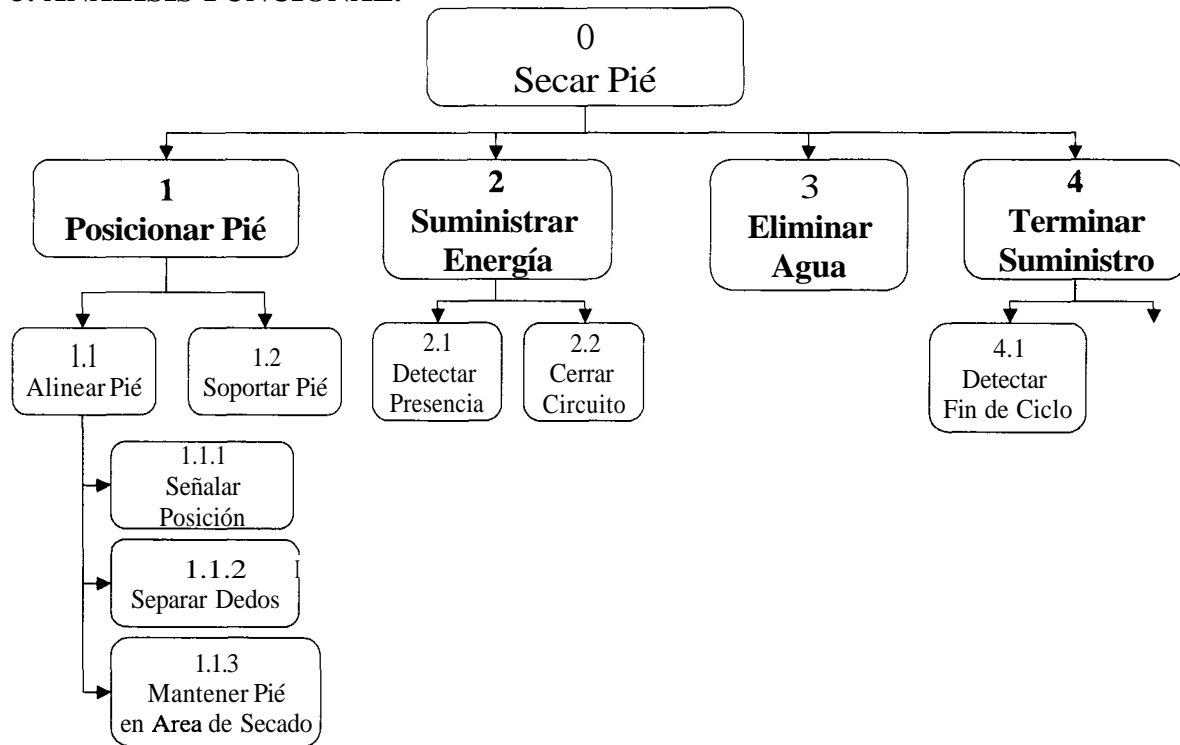 0
Secar Pié
1
Posicionar Pié
2
Suministrar
Energía
3
Eliminar
Agua
4
Terminar
Suministro
1.1
Alinear Pié
1.2
Soportar Pié
2.1
Detectar
Presencia
2.2
Cerrar
Circuito
4.1
Detectar
Fin de Ciclo
1.1.1
Señalar
Posición
1.1.2
Separar Dedos
1.1.3
Mantener Pié
en Area de Secado